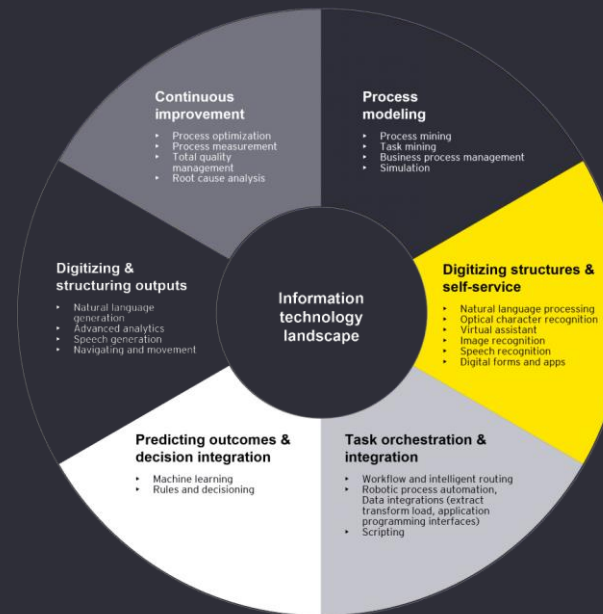 Continuous
improvement
‣ Process optimization
‣ Process measurement
‣ Total quality
management
‣ Root cause analysis
Process
modeling
‣ Process mining
‣ Task mining
‣ Business process management
‣ Simulation
Digitizing &
structuring outputs
‣ Natural language
generation
‣ Advanced analytics
‣ Speech generation
‣ Navigating and movement
Information
technology
landscape
Digitizing structures &
self-service
‣ Natural language processing
‣ Optical character recognition
‣ Virtual assistant
‣ Image recognition
‣ Speech recognition
‣ Digital forms and apps
Predicting outcomes &
decision integration
‣ Machine learning
‣ Rules and decisioning
Task orchestration &
integration
‣ Workflow and intelligent routing
‣ Robotic process automation,
Data integrations (extract
transform load, application
programming interfaces)
‣ Scripting